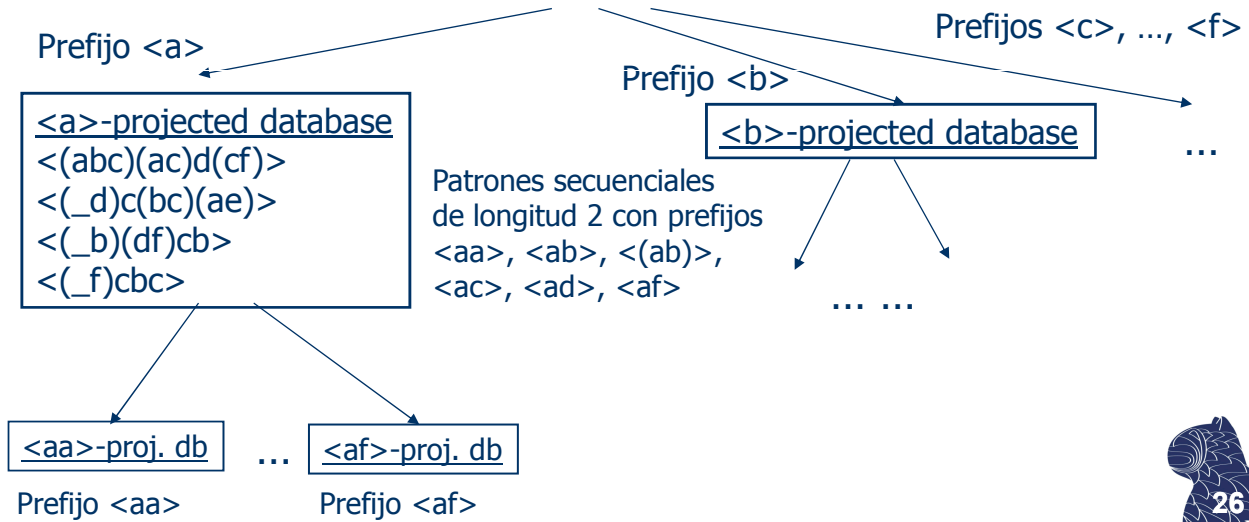 Prefijo <a>
Prefijos <c>, ..., <f>
Prefijo <b>
<a>-projected database
<(abc)(ac)d(cf)>
<(_d)c(bc)(ae)>
<(_b)(df)cb>
<(_f)cbc>
<b>-projected database
...
Patrones secuenciales
de longitud 2 con prefijos
<aa>, <ab>, <(ab)>,
<ac>, <ad>, <af>
... ...
<aa>-proj. db
...
<af>-proj. db
Prefijo <aa>
Prefijo <af>
26